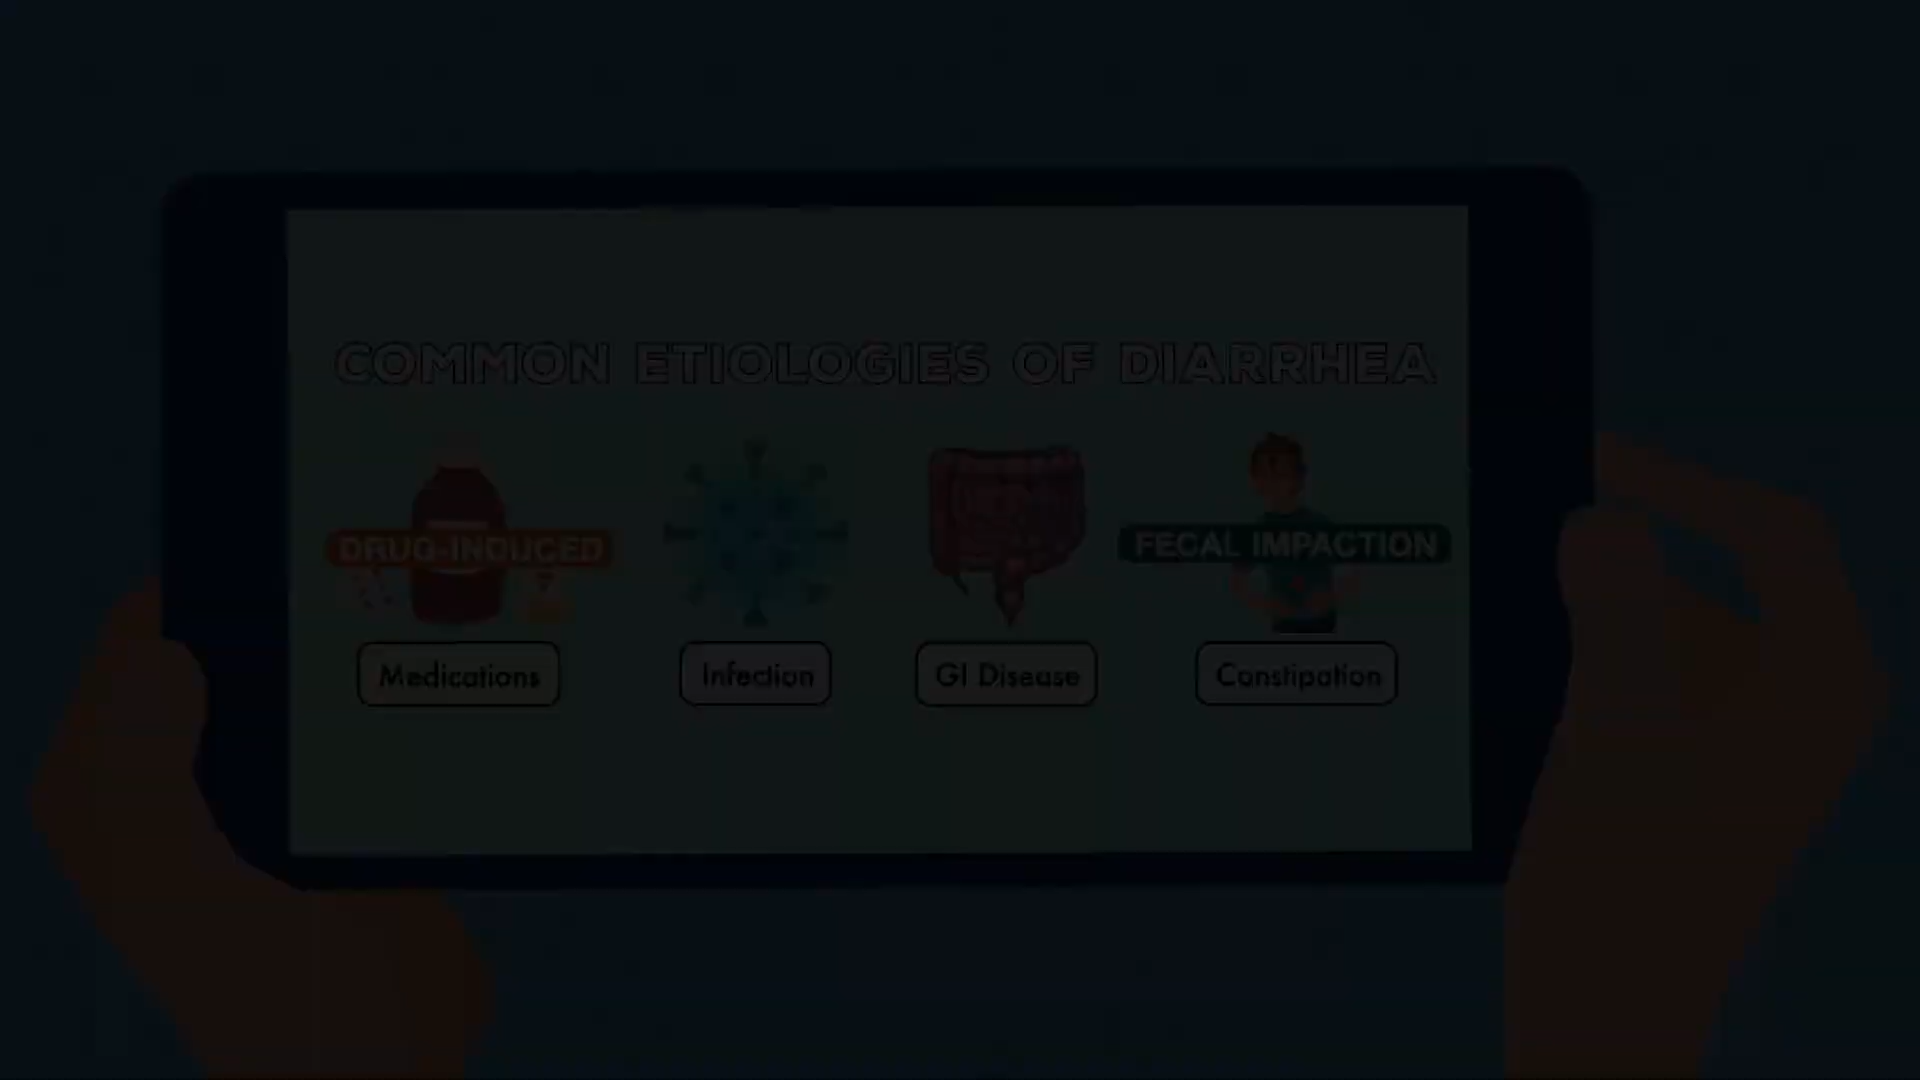 COMMON ETIOLOGIES OF DIARRHEA
DRUG-INDUCED
FECAL IMPACTION
Medications
Infection
GI Disease
Constipation